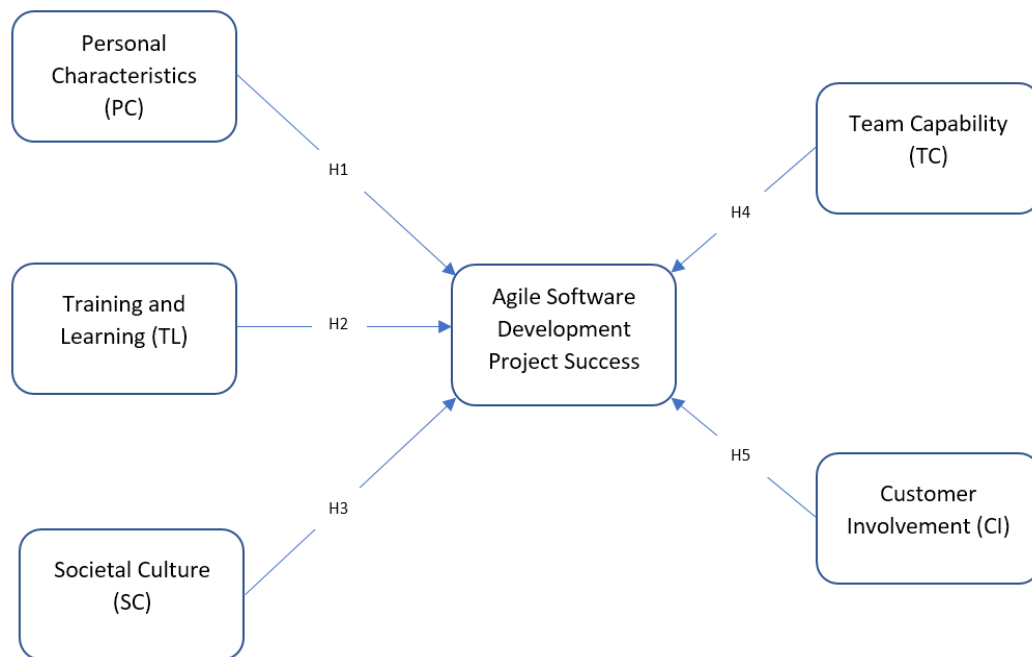 Personal
Characteristics
(PC)
H1
Training and
Learning (TL)
H2
Societal Culture
(SC)
H3
Agile Software
Development
Project Success
Team Capability
(TC)
H4
Customer
Involvement (CI)
H5